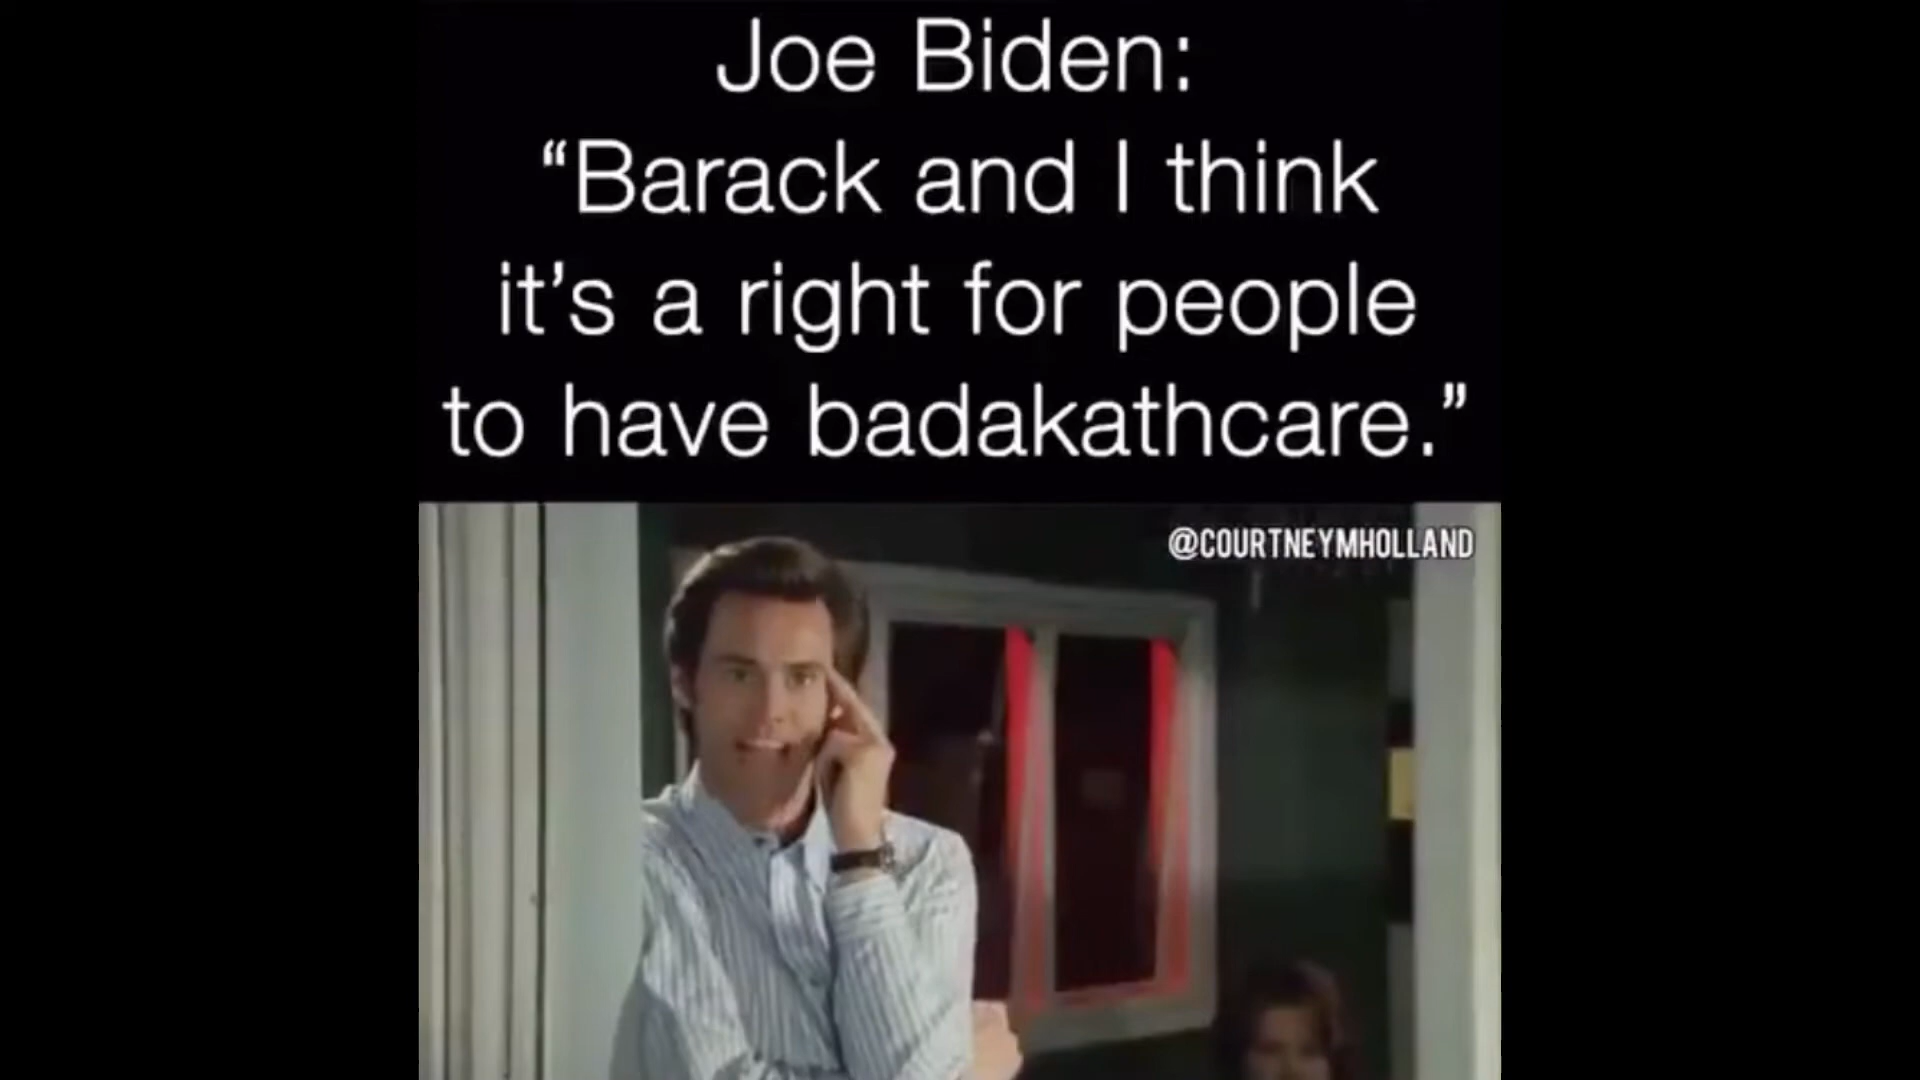 Joe Biden:
“Barack and I think
it’s a right for people
to have badakathcare.”
@COURTNEYMHOLLAND